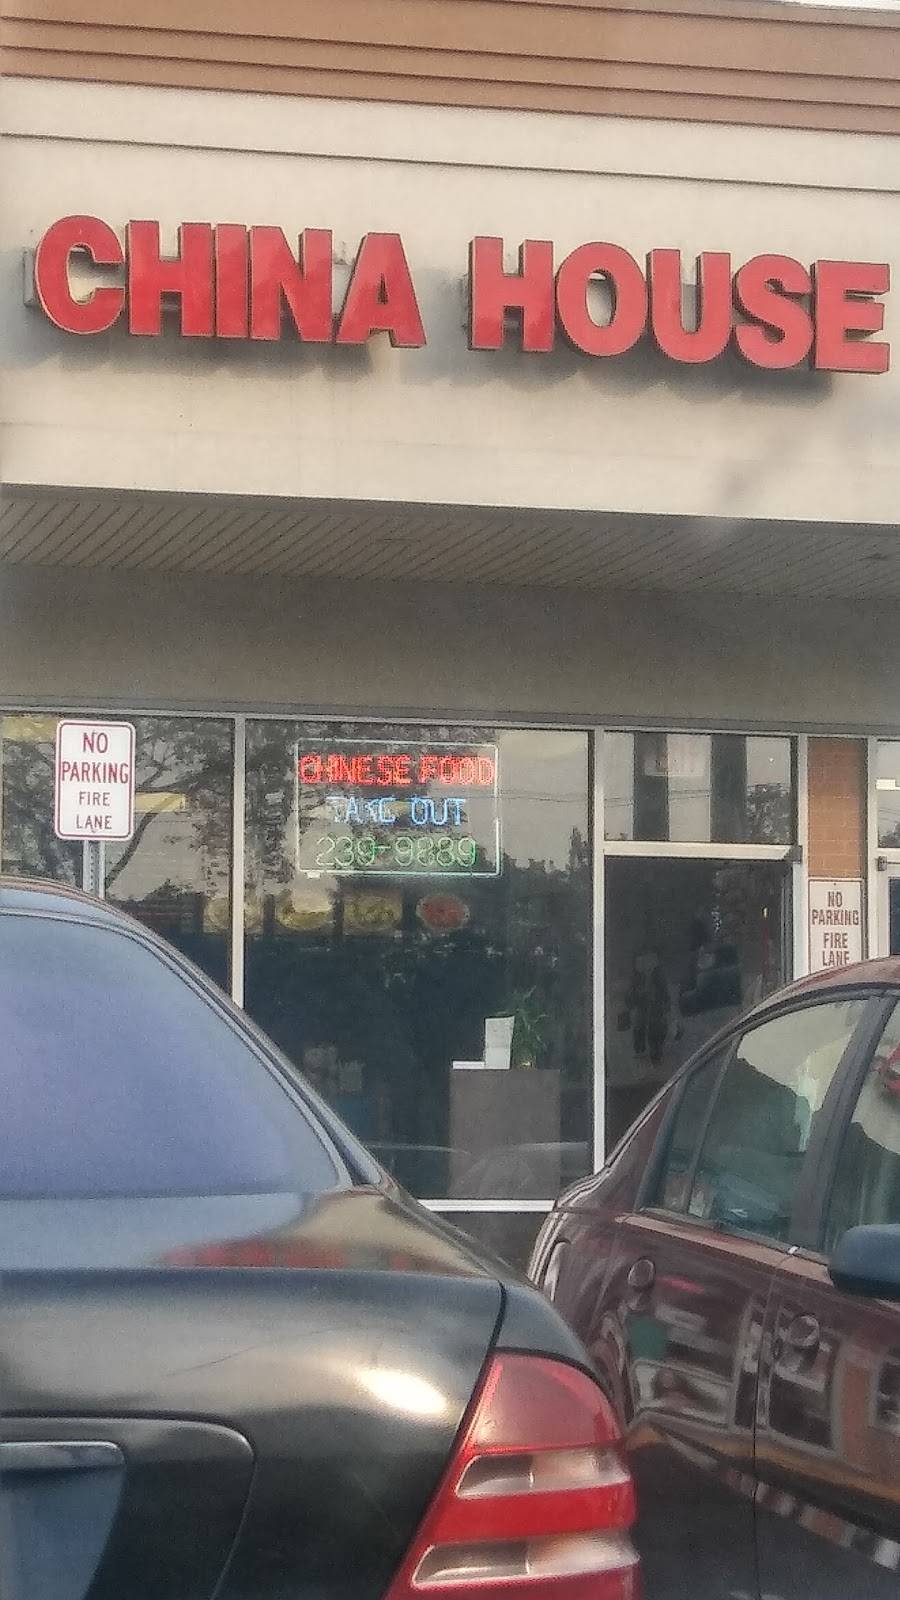 CHINA HOUSE
NO
PARKING
FIRE
LANE
CHINESE FOOD
TAKE OUT
239-9889
NO
PARKING
FIRE
LANE